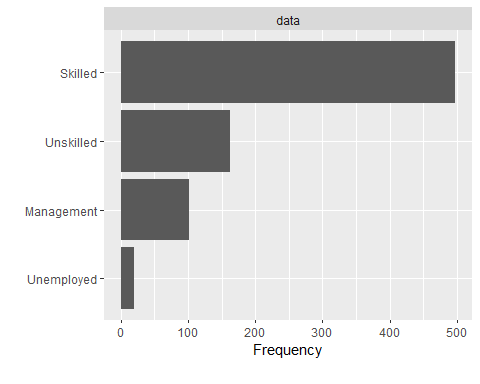 data
Skilled
Unskilled
Management
Unemployed
0 100 200 300 400 500
Frequency